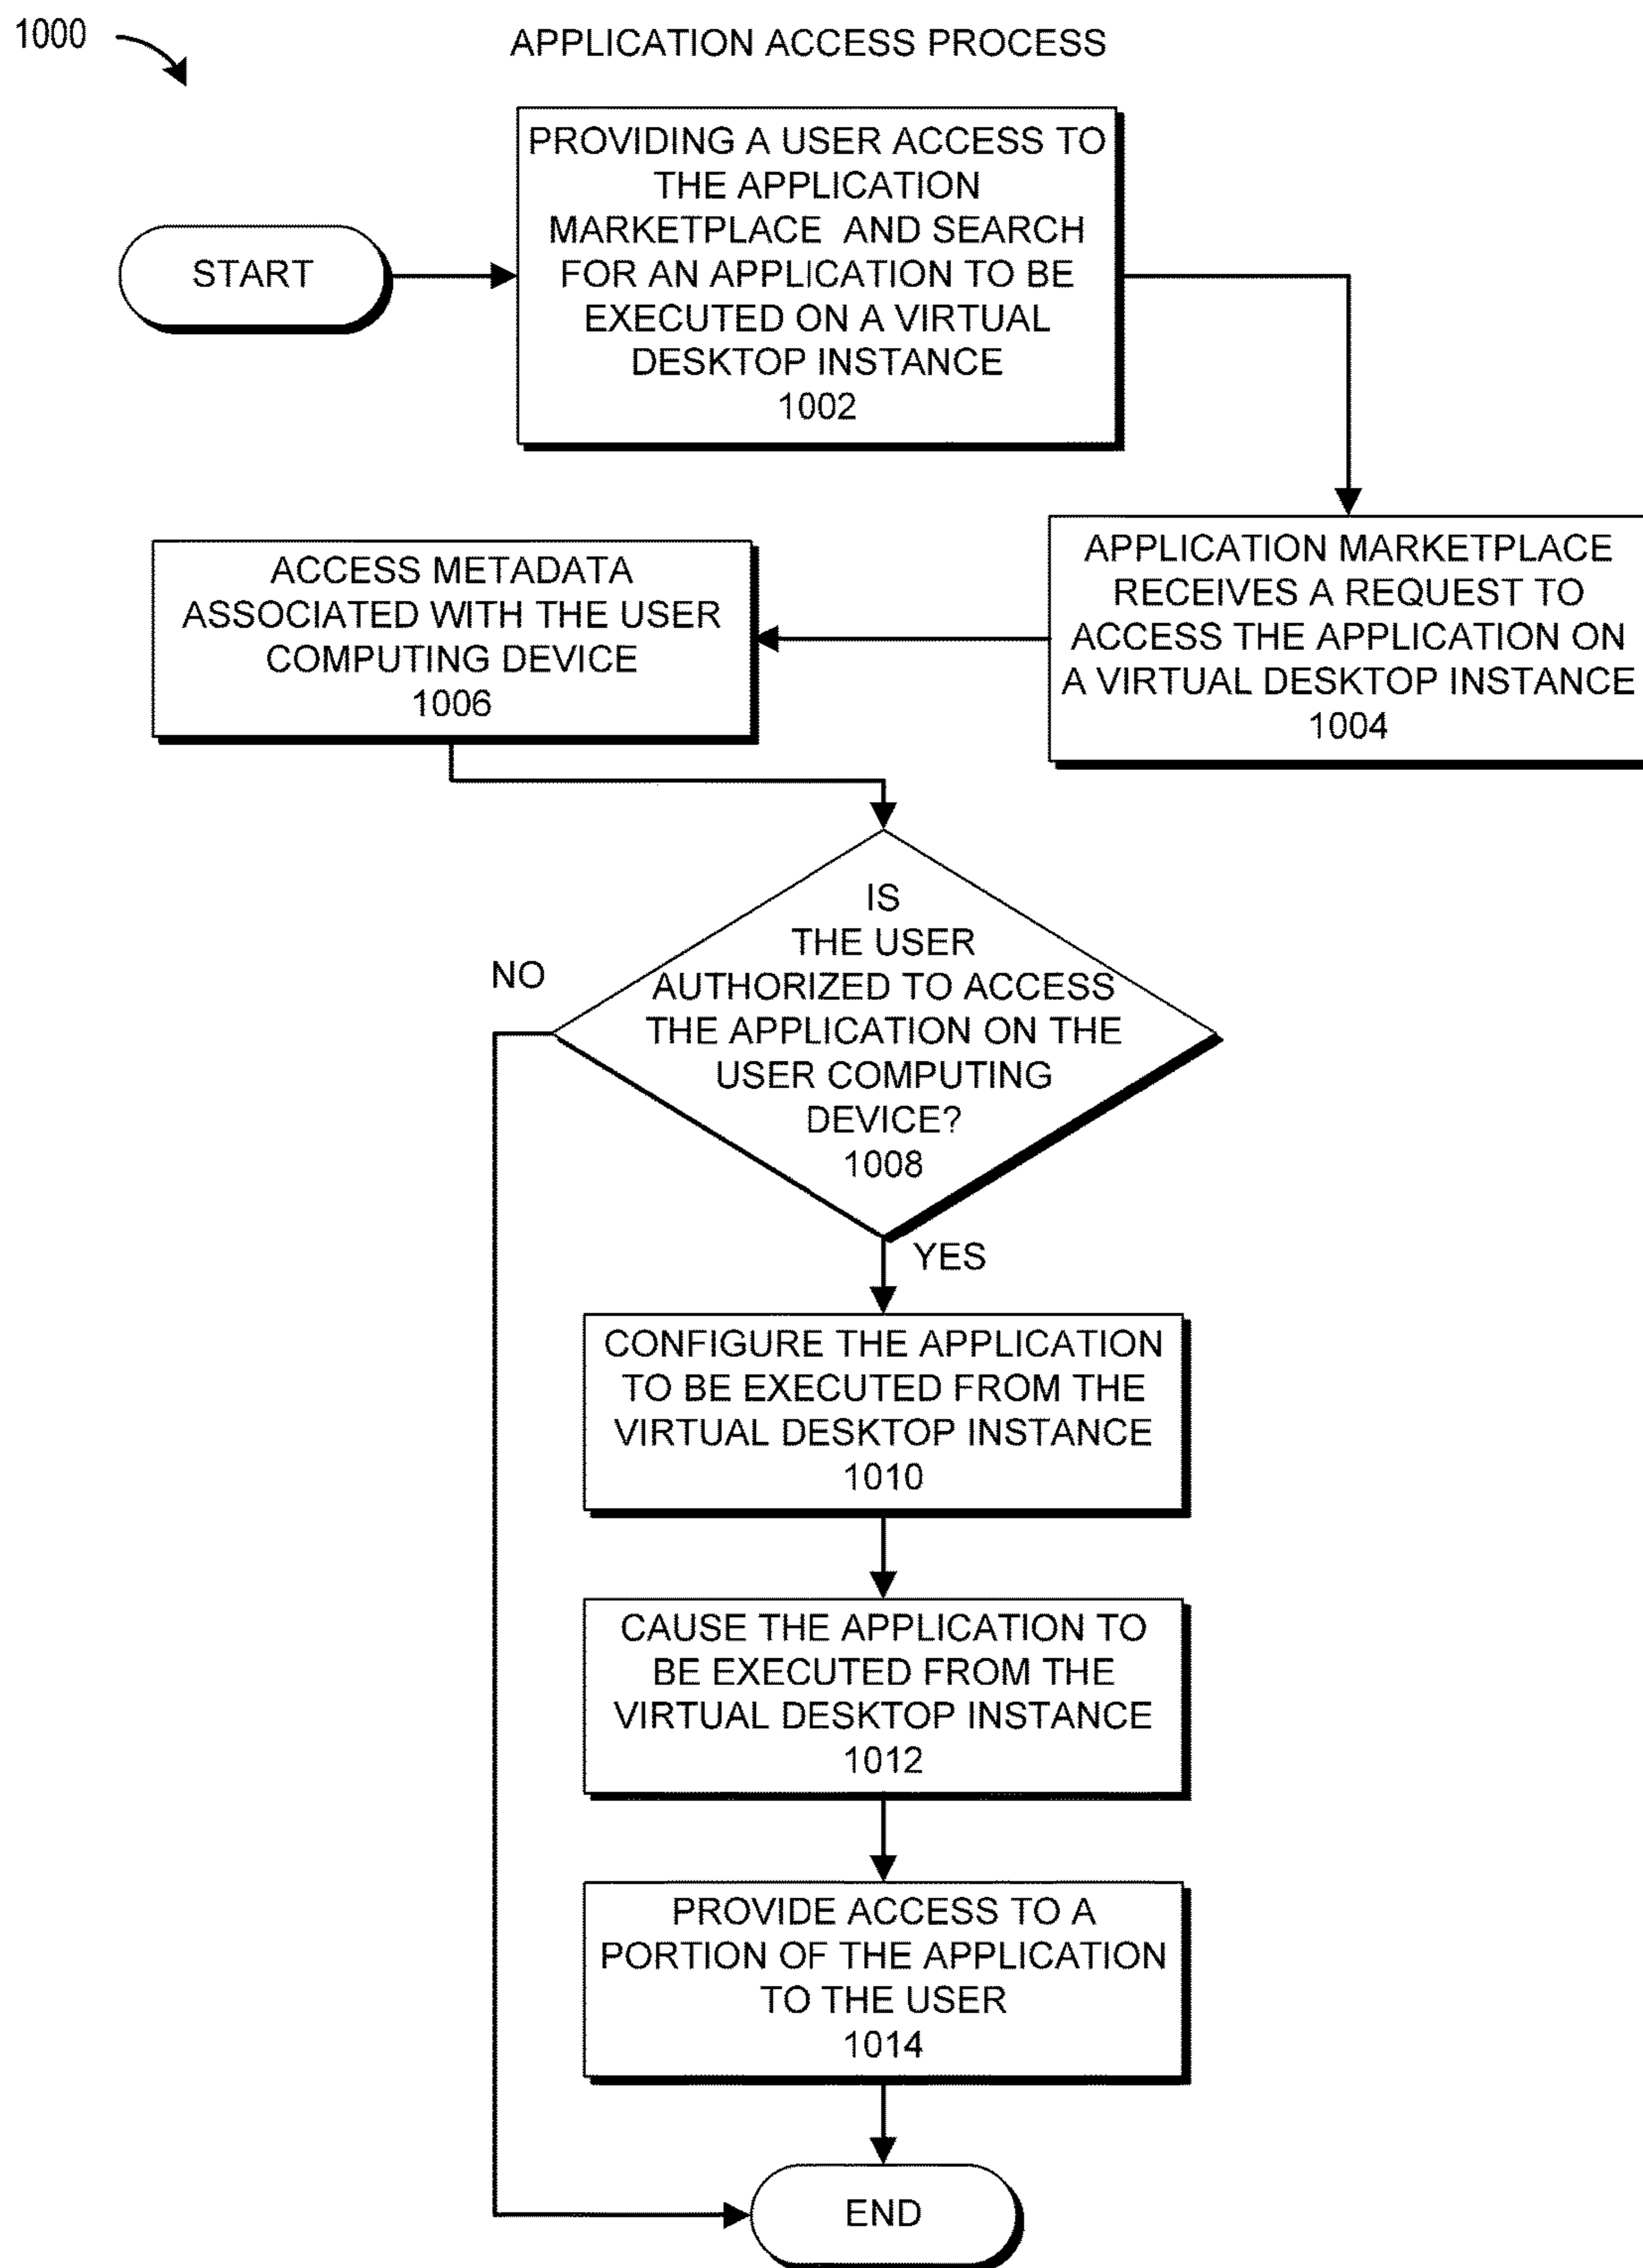 1000
APPLICATION ACCESS PROCESS
START
PROVIDING A USER ACCESS TO
THE APPLICATION
MARKETPLACE AND SEARCH
FOR AN APPLICATION TO BE
EXECUTED ON A VIRTUAL
DESKTOP INSTANCE
1002
APPLICATION MARKETPLACE
RECEIVES A REQUEST TO
ACCESS THE APPLICATION ON
A VIRTUAL DESKTOP INSTANCE
1004
ACCESS METADATA
ASSOCIATED WITH THE USER
COMPUTING DEVICE
1006
IS
THE USER
AUTHORIZED TO ACCESS
THE APPLICATION ON THE
USER COMPUTING
DEVICE?
1008
NO
YES
CONFIGURE THE APPLICATION
TO BE EXECUTED FROM THE
VIRTUAL DESKTOP INSTANCE
1010
CAUSE THE APPLICATION TO
BE EXECUTED FROM THE
VIRTUAL DESKTOP INSTANCE
1012
PROVIDE ACCESS TO A
PORTION OF THE APPLICATION
TO THE USER
1014
END